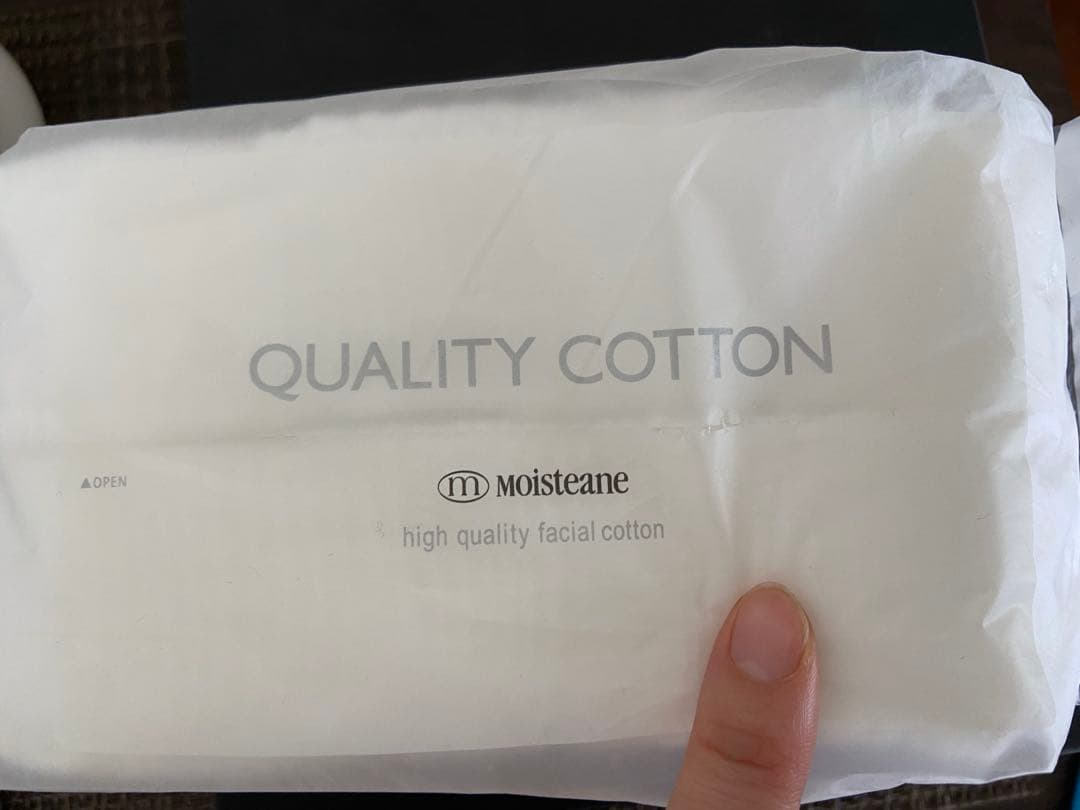 QUALITY COTTON
▲OPEN
m Moisteane
high quality facial cotton